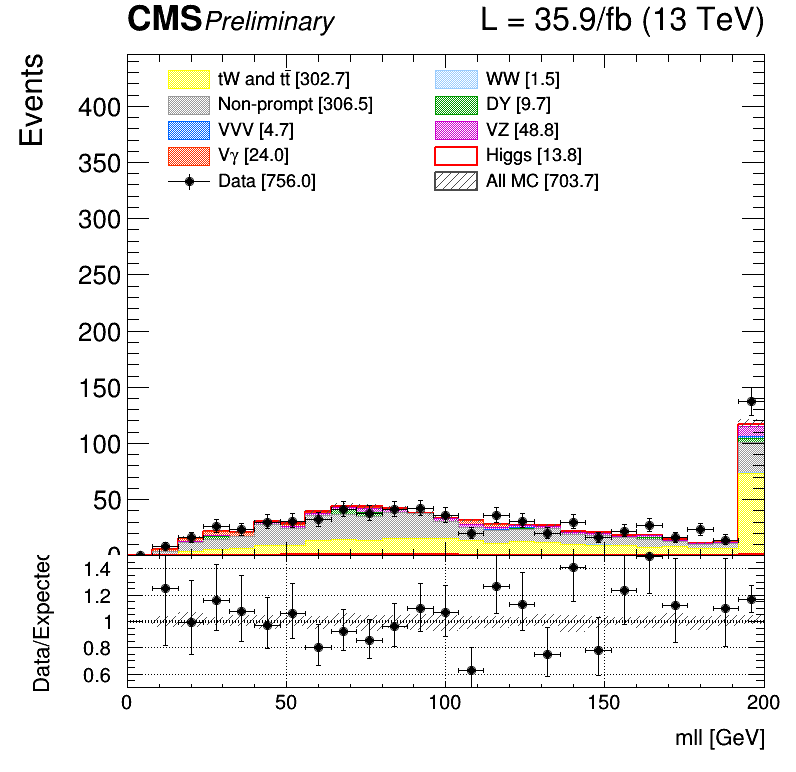 CMS Preliminary L = 35.9/fb (13 TeV)
Events
tW and tt̄ [302.7]
Non-prompt [306.5]
VVV [4.7]
Vγ [24.0]
Data [756.0]
WW [1.5]
DY [9.7]
VZ [48.8]
Higgs [13.8]
All MC [703.7]
400
350
300
250
200
150
100
50
0
Data/Expected
1.4
1.2
1
0.8
0.6
0 50 100 150 200
mll [GeV]